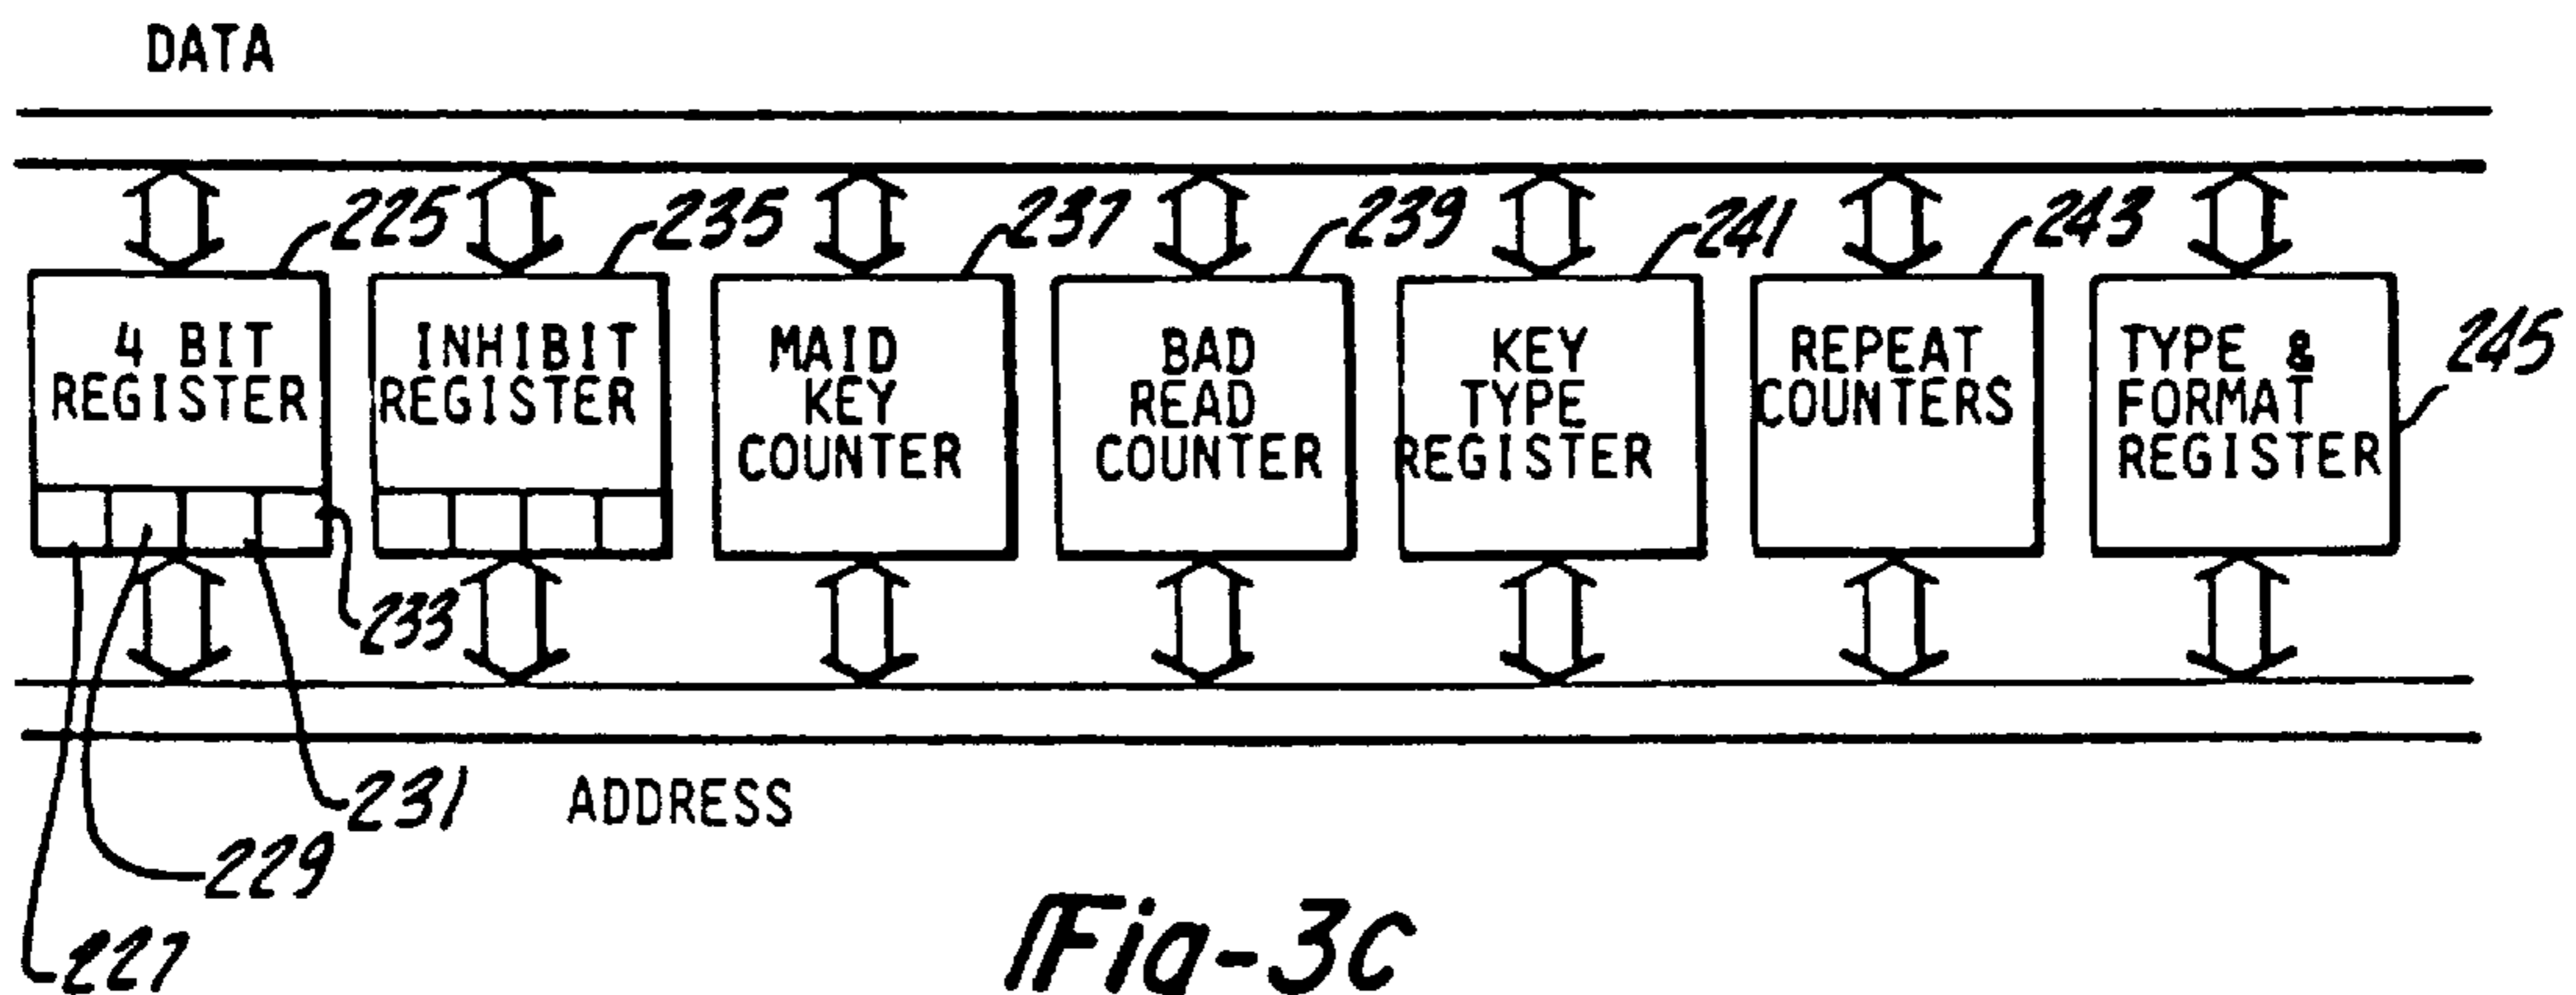 DATA
225
235
237
239
241
243
245
4 BIT
REGISTER
INHIBIT
REGISTER
MAID
KEY
COUNTER
BAD
READ
COUNTER
KEY
TYPE
REGISTER
REPEAT
COUNTERS
TYPE &
FORMAT
REGISTER
233
231
229
227
ADDRESS
Fig-3C